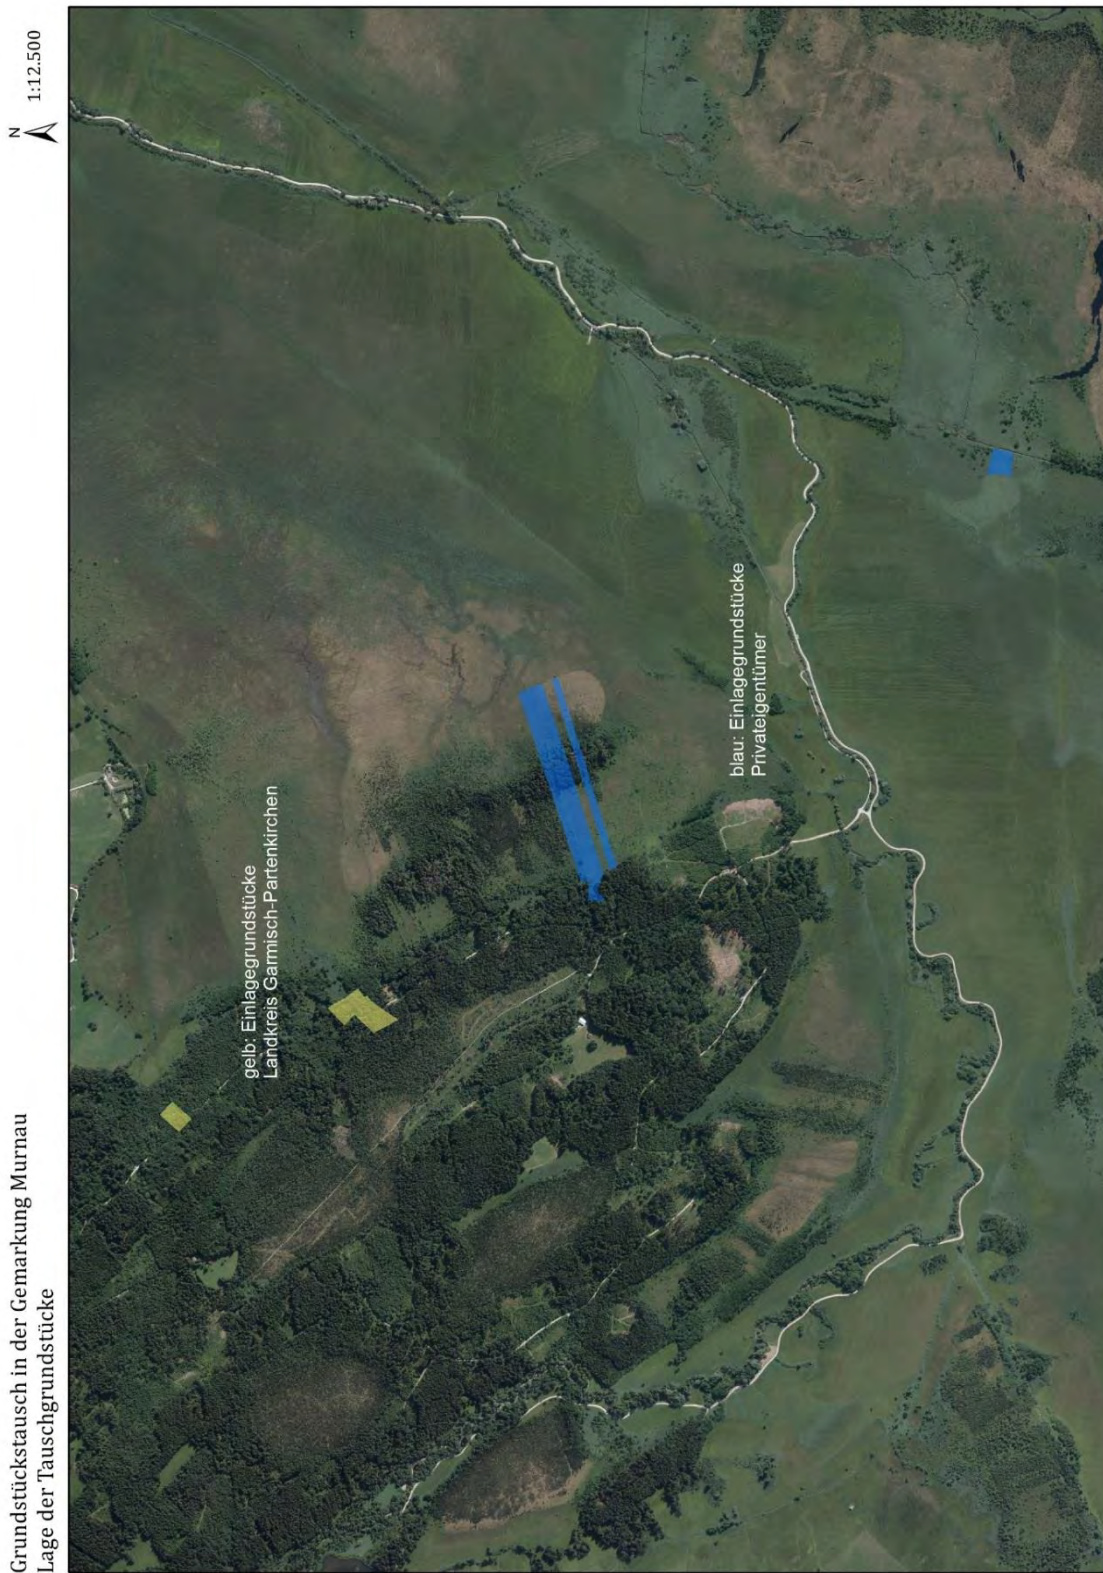 Grundstückstausch in der Gemarkung Murnau
Lage der Tauschgrundstücke
N
1:12.500
gelb: Einlagegrundstücke
Landkreis Garmisch-Partenkirchen
blau: Einlagegrundstücke
Privateigentümer